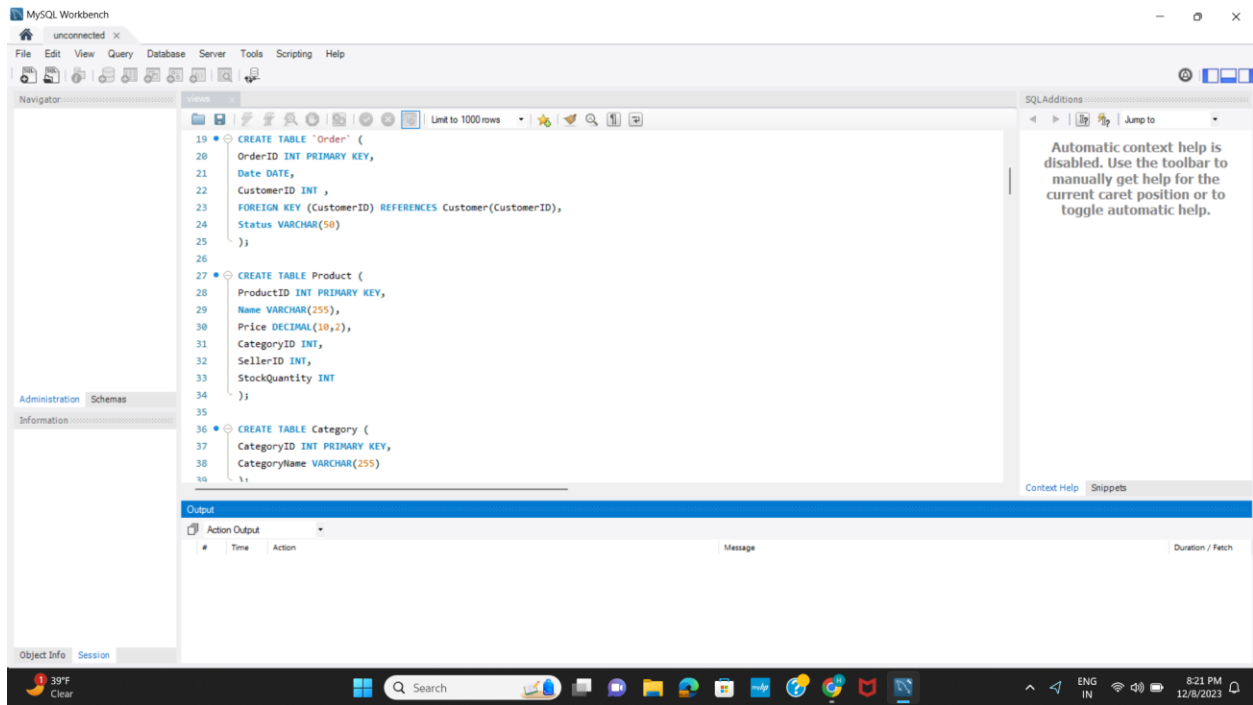 MySQL Workbench
unconnected ×
File Edit View Query Database Server Tools Scripting Help
Navigator
views ×
SQLAdditions
Limit to 1000 rows
Jump to
19 CREATE TABLE `Order` (
20 OrderID INT PRIMARY KEY,
21 Date DATE,
22 CustomerID INT ,
23 FOREIGN KEY (CustomerID) REFERENCES Customer(CustomerID),
24 Status VARCHAR(50)
25 );
26
27 CREATE TABLE Product (
28 ProductID INT PRIMARY KEY,
29 Name VARCHAR(255),
30 Price DECIMAL(10,2),
31 CategoryID INT,
32 SellerID INT,
33 StockQuantity INT
34 );
35
36 CREATE TABLE Category (
37 CategoryID INT PRIMARY KEY,
38 CategoryName VARCHAR(255)
39 );
Automatic context help is
disabled. Use the toolbar to
manually get help for the
current caret position or to
toggle automatic help.
Administration Schemas
Information
Context Help Snippets
Output
Action Output
# Time Action Message Duration / Fetch
Object Info Session
1
39°F
Clear
Search
ENG
IN
8:21 PM
12/8/2023